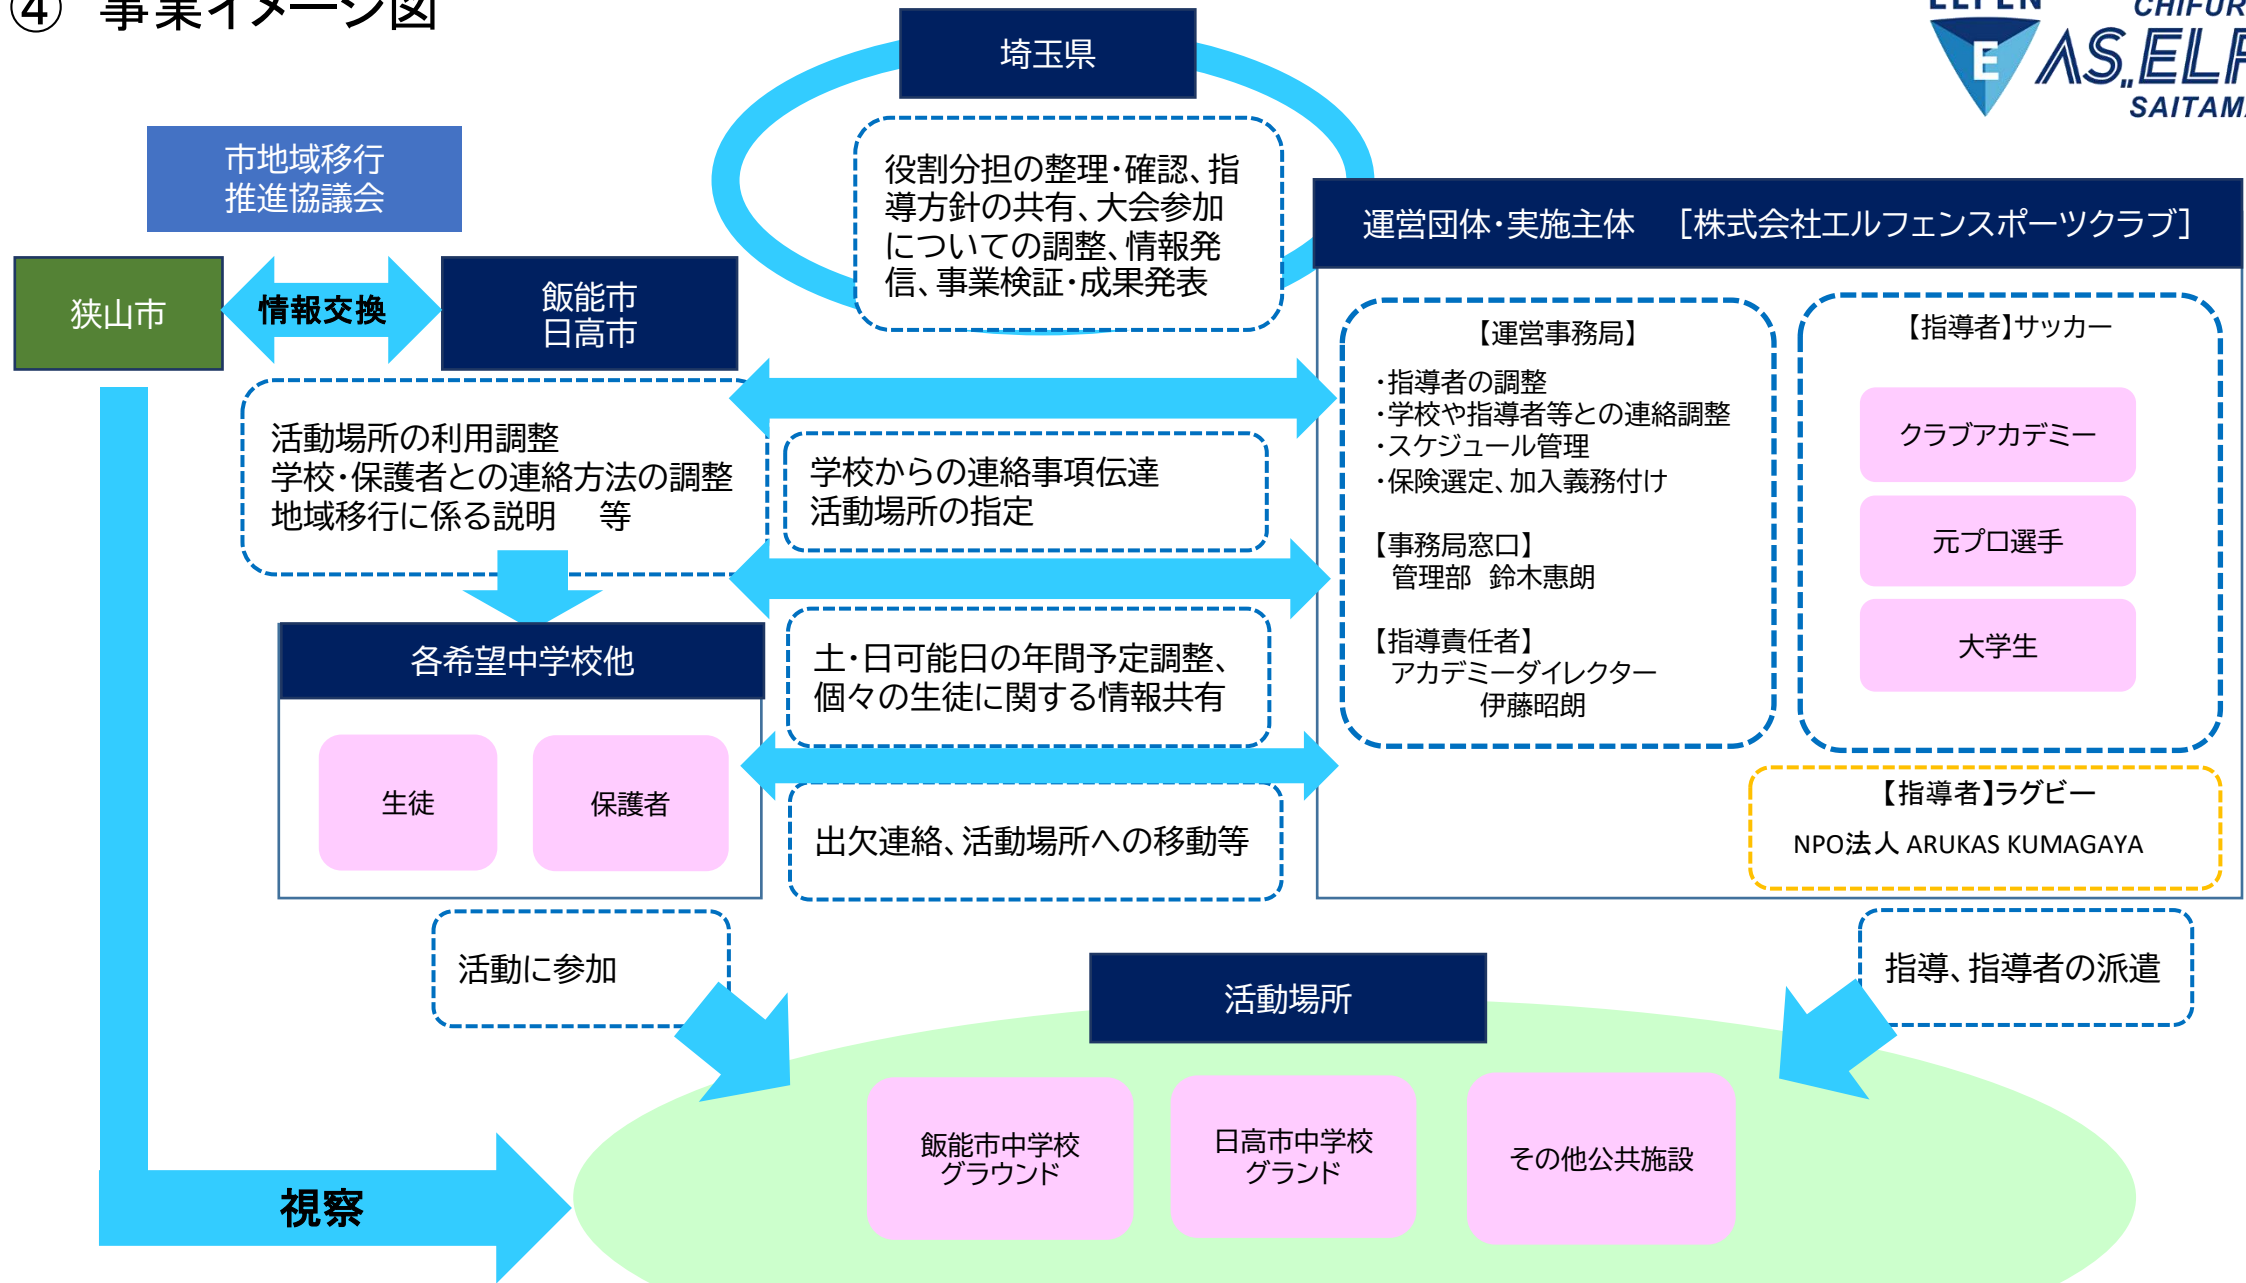 ④　事業イメージ図
埼玉県
CHIFUR
E
AS.ELF
SAITAMA
市地域移行
推進協議会
役割分担の整理・確認、指
導方針の共有、大会参加
についての調整、情報発
信、事業検証・成果発表
狭山市
情報交換
飯能市
日高市
運営団体・実施主体　［株式会社エルフェンスポーツクラブ］
【運営事務局】
・指導者の調整
・学校や指導者等との連絡調整
・スケジュール管理
・保険選定、加入義務付け
【事務局窓口】
管理部　鈴木惠朗
【指導責任者】
アカデミーダイレクター
伊藤昭朗
【指導者】サッカー
クラブアカデミー
元プロ選手
大学生
【指導者】ラグビー
NPO法人 ARUKAS KUMAGAYA
活動場所の利用調整
学校・保護者との連絡方法の調整
地域移行に係る説明　等
学校からの連絡事項伝達
活動場所の指定
各希望中学校他
土・日可能日の年間予定調整、
個々の生徒に関する情報共有
生徒
保護者
出欠連絡、活動場所への移動等
活動に参加
指導、指導者の派遣
活動場所
飯能市中学校
グラウンド
日高市中学校
グランド
その他公共施設
視察